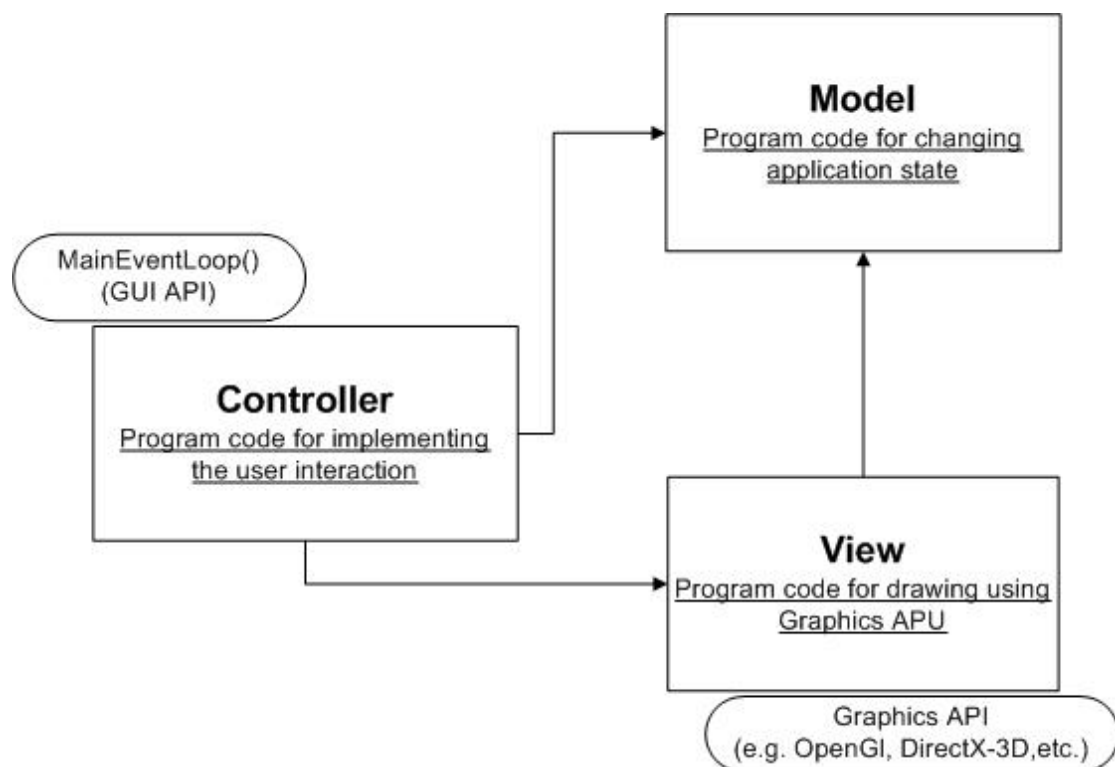 Model
Program code for changing
application state
MainEventLoop()
(GUI API)
Controller
Program code for implementing
the user interaction
View
Program code for drawing using
Graphics APU
Graphics API
(e.g. OpenGl, DirectX-3D,etc.)